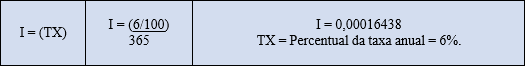 I = (TX)
I = (6/100)
365
I = 0,00016438
TX = Percentual da taxa anual = 6%.